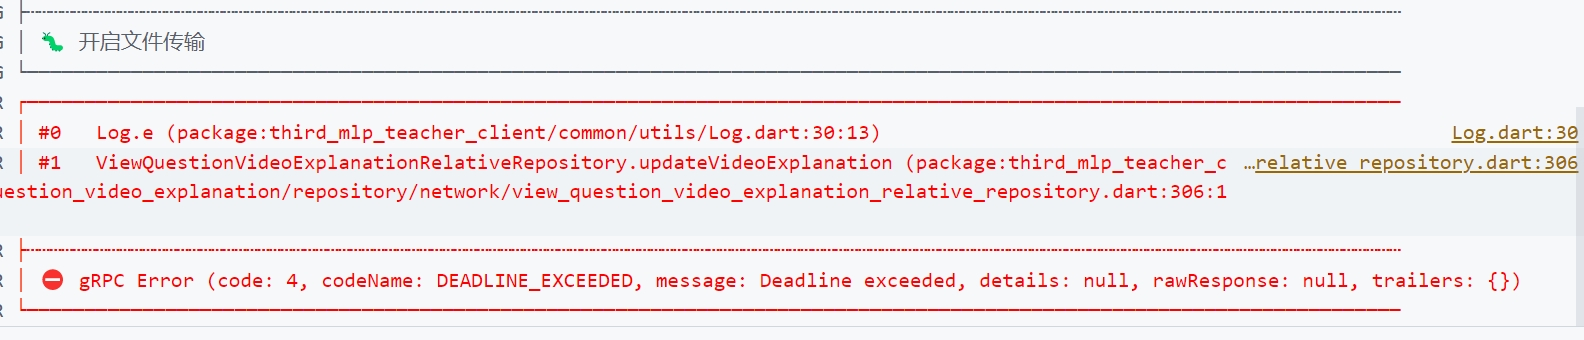 G
G 开启文件传输
G
R
R #0 Log.e (package:third_mlp_teacher_client/common/utils/Log.dart:30:13) Log.dart:30
R #1 ViewQuestionVideoExplanationRelativeRepository.updateVideoExplanation (package:third_mlp_teacher_c …relative_repository.dart:306
uestion_video_explanation/repository/network/view_question_video_explanation_relative_repository.dart:306:1
R
R ⛔ gRPC Error (code: 4, codeName: DEADLINE_EXCEEDED, message: Deadline exceeded, details: null, rawResponse: null, trailers: {})
R